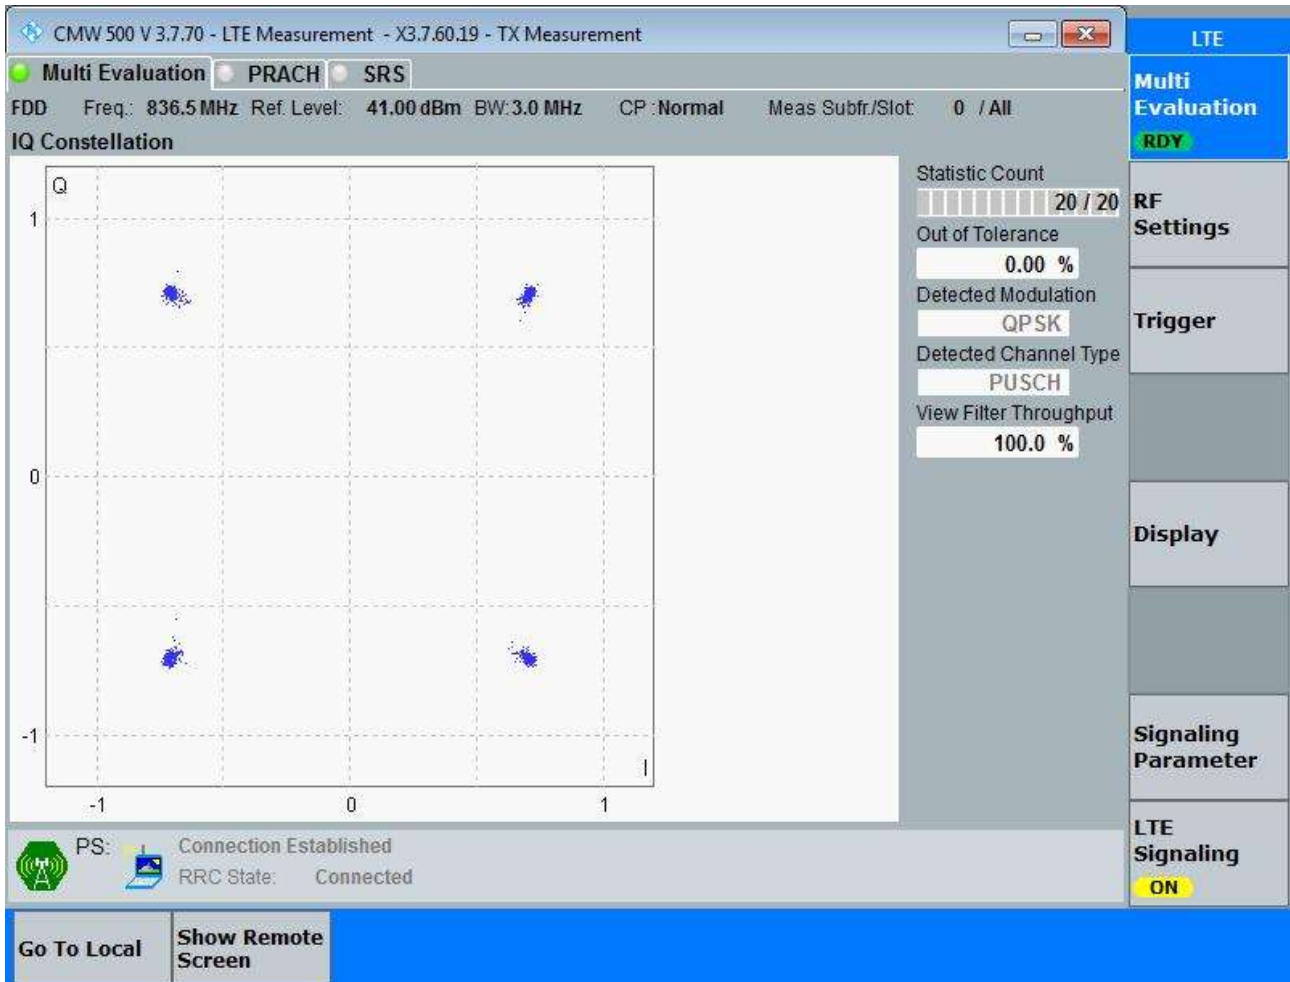 CMW 500 V 3.7.70 - LTE Measurement - X3.7.60.19 - TX Measurement
LTE
Multi Evaluation PRACH SRS
FDD Freq.: 836.5 MHz Ref. Level: 41.00 dBm BW: 3.0 MHz CP : Normal Meas Subfr./Slot: 0 / All
IQ Constellation
Q
1
0
-1
-1 0 1
I
Statistic Count
20 / 20
Out of Tolerance
0.00 %
Detected Modulation
QPSK
Detected Channel Type
PUSCH
View Filter Throughput
100.0 %
Multi
Evaluation
RDY
RF
Settings
Trigger
Display
Signaling
Parameter
LTE
Signaling
ON
PS: Connection Established
RRC State: Connected
Go To Local
Show Remote
Screen